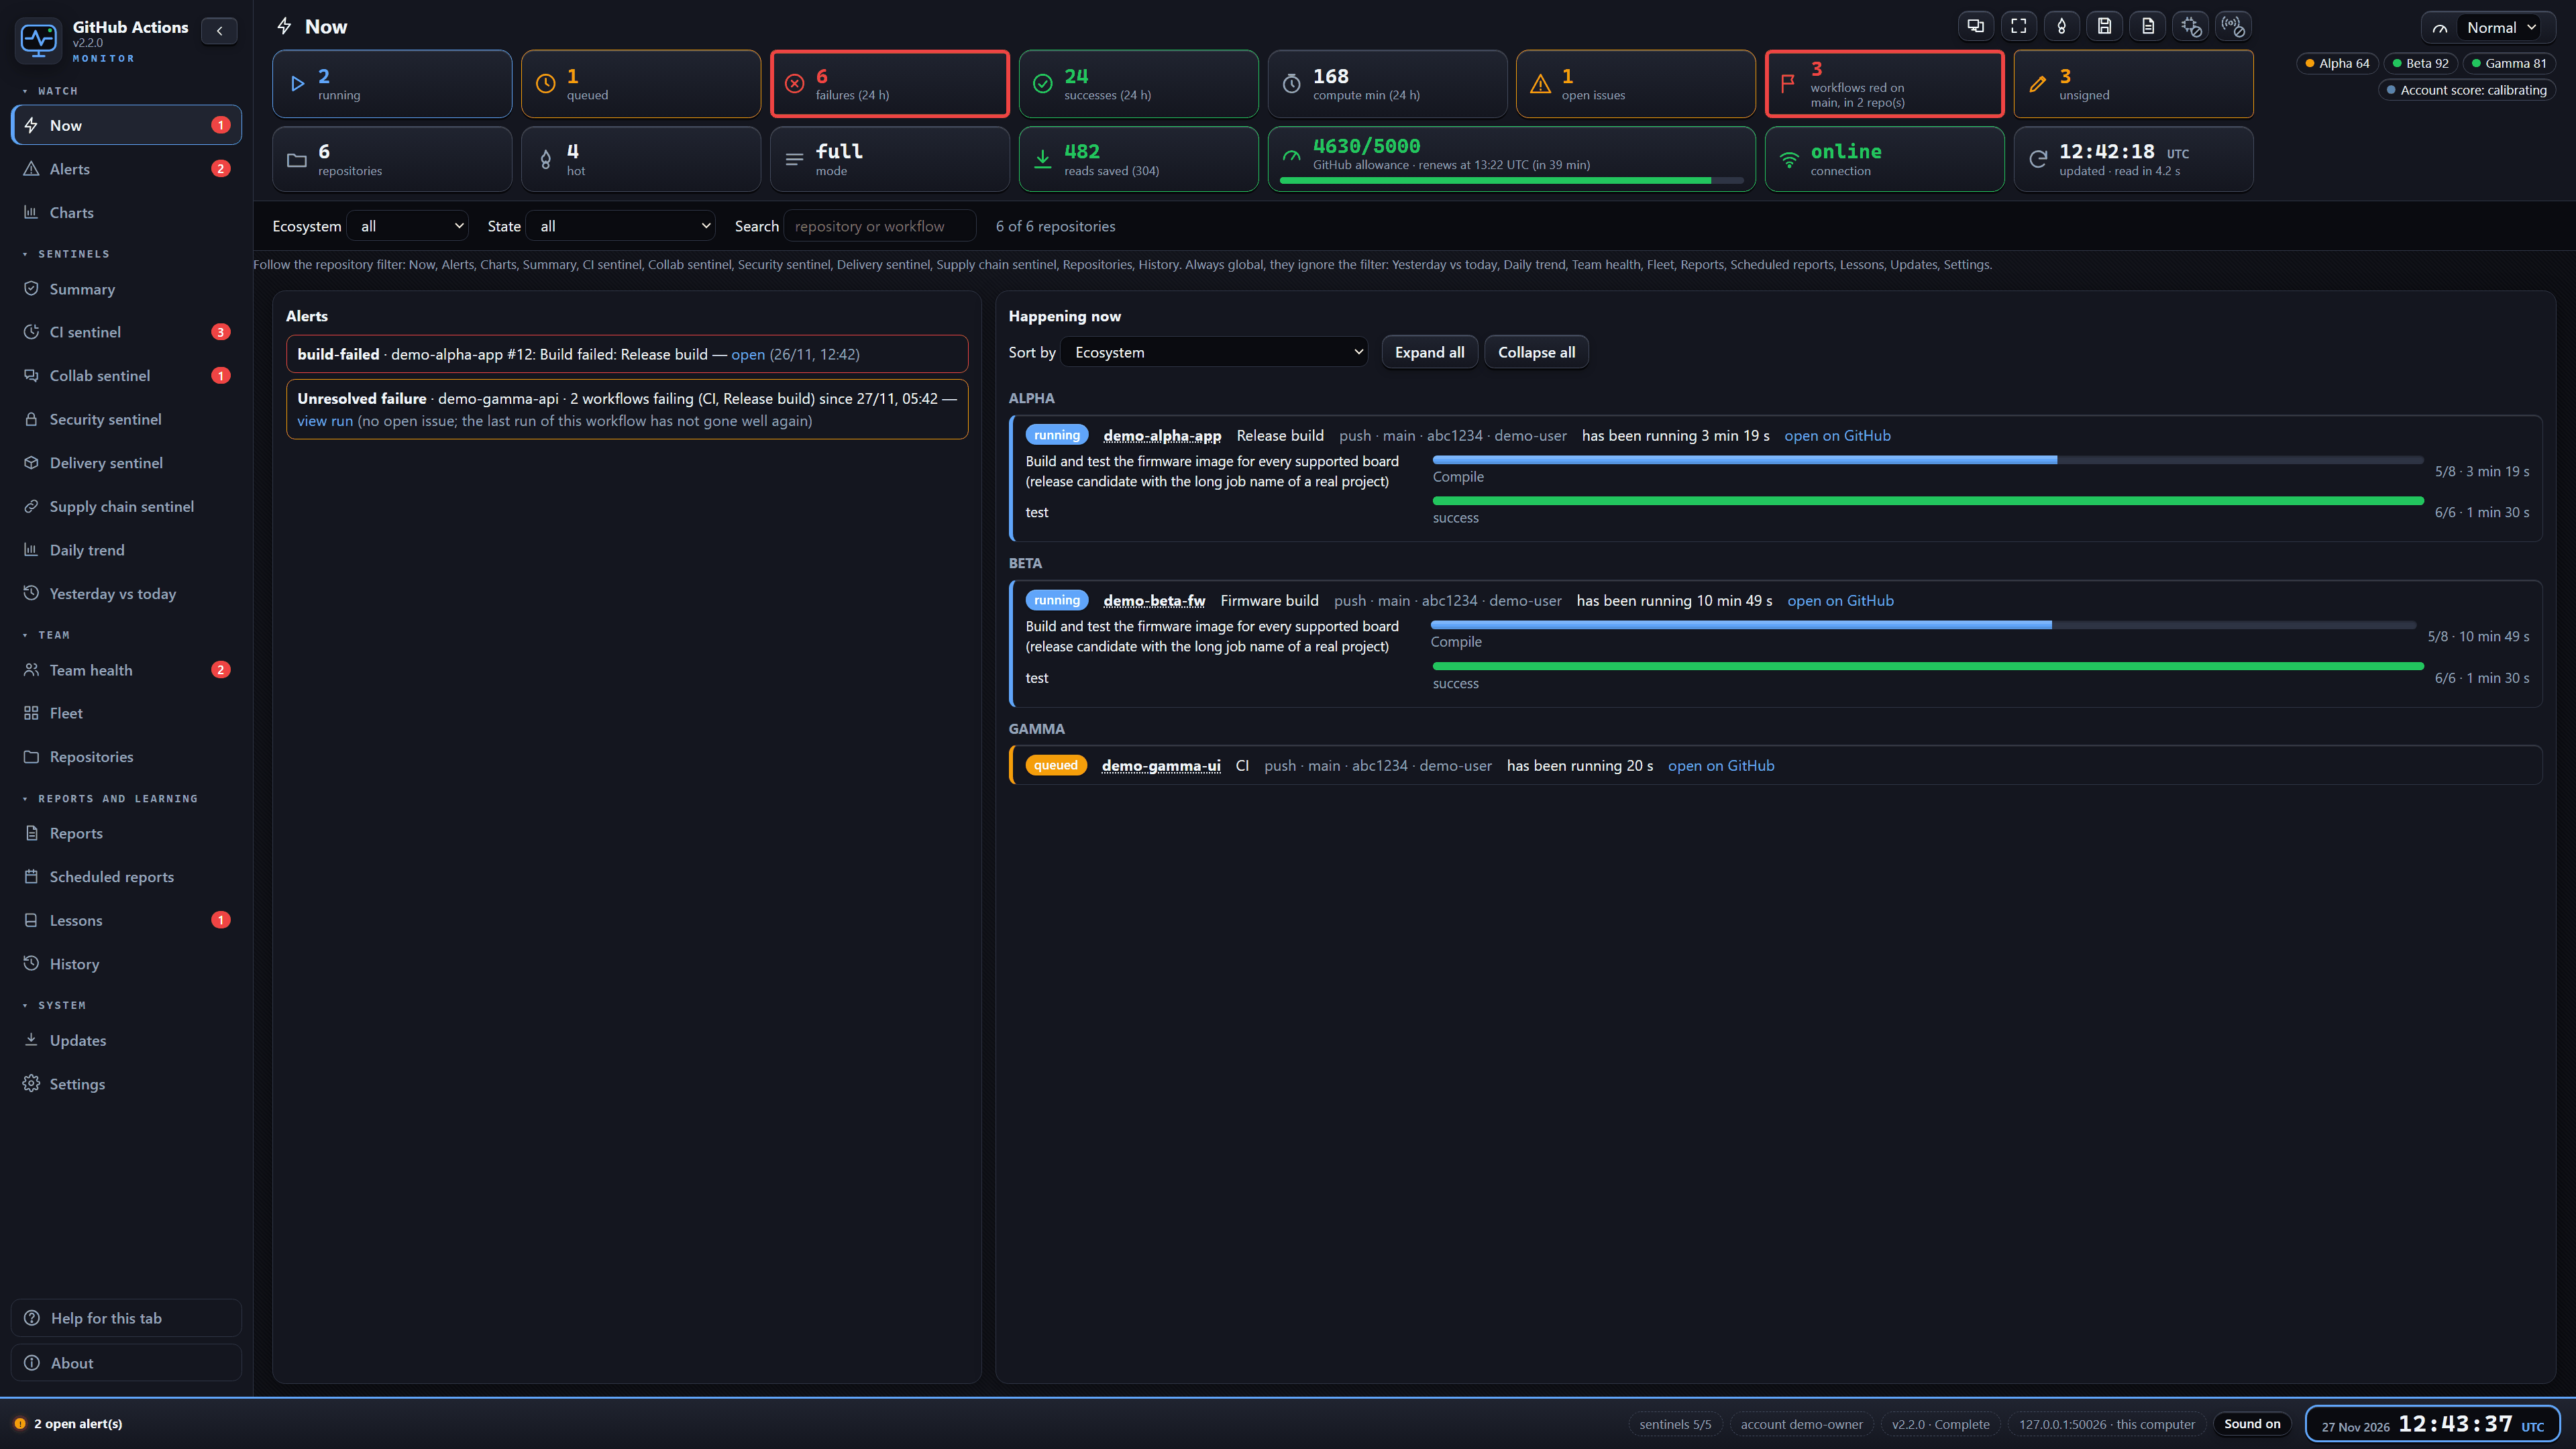 GitHub Actions
v2.2.0
MONITOR
WATCH
Now 1
Alerts 2
Charts
SENTINELS
Summary
CI sentinel 3
Collab sentinel 1
Security sentinel
Delivery sentinel
Supply chain sentinel
Daily trend
Yesterday vs today
TEAM
Team health 2
Fleet
Repositories
REPORTS AND LEARNING
Reports
Scheduled reports
Lessons 1
History
SYSTEM
Updates
Settings
Help for this tab
About
Now
Normal
2
running
1
queued
6
failures (24 h)
24
successes (24 h)
168
compute min (24 h)
1
open issues
3
workflows red on
main, in 2 repo(s)
3
unsigned
Alpha 64
Beta 92
Gamma 81
Account score: calibrating
6
repositories
4
hot
full
mode
482
reads saved (304)
4630/5000
GitHub allowance · renews at 13:22 UTC (in 39 min)
online
connection
12:42:18 UTC
updated · read in 4.2 s
Ecosystem all State all Search repository or workflow 6 of 6 repositories
Follow the repository filter: Now, Alerts, Charts, Summary, CI sentinel, Collab sentinel, Security sentinel, Delivery sentinel, Supply chain sentinel, Repositories, History. Always global, they ignore the filter: Yesterday vs today, Daily trend, Team health, Fleet, Reports, Scheduled reports, Lessons, Updates, Settings.
Alerts
build-failed · demo-alpha-app #12: Build failed: Release build — open (26/11, 12:42)
Unresolved failure · demo-gamma-api · 2 workflows failing (CI, Release build) since 27/11, 05:42 —
view run (no open issue; the last run of this workflow has not gone well again)
Happening now
Sort by Ecosystem Expand all Collapse all
ALPHA
running demo-alpha-app Release build push · main · abc1234 · demo-user has been running 3 min 19 s open on GitHub
Build and test the firmware image for every supported board
(release candidate with the long job name of a real project)
Compile
5/8 · 3 min 19 s
test
success
6/6 · 1 min 30 s
BETA
running demo-beta-fw Firmware build push · main · abc1234 · demo-user has been running 10 min 49 s open on GitHub
Build and test the firmware image for every supported board
(release candidate with the long job name of a real project)
Compile
5/8 · 10 min 49 s
test
success
6/6 · 1 min 30 s
GAMMA
queued demo-gamma-ui CI push · main · abc1234 · demo-user has been running 20 s open on GitHub
2 open alert(s)
sentinels 5/5
account demo-owner
v2.2.0 · Complete
127.0.0.1:50026 · this computer
Sound on
27 Nov 2026 12:43:37 UTC